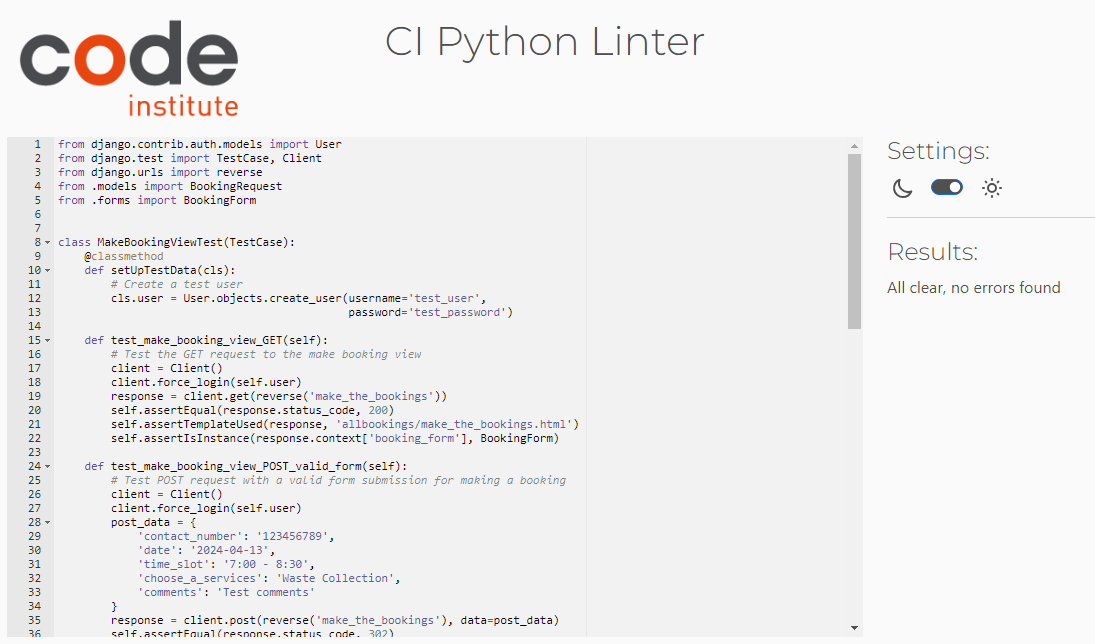 code
institute
CI Python Linter
1 from django.contrib.auth.models import User
2 from django.test import TestCase, Client
3 from django.urls import reverse
4 from .models import BookingRequest
5 from .forms import BookingForm
6
7
8 class MakeBookingViewTest(TestCase):
9     @classmethod
10     def setUpTestData(cls):
11         # Create a test user
12         cls.user = User.objects.create_user(username='test_user',
13                                             password='test_password')
14
15     def test_make_booking_view_GET(self):
16         # Test the GET request to the make booking view
17         client = Client()
18         client.force_login(self.user)
19         response = client.get(reverse('make_the_bookings'))
20         self.assertEqual(response.status_code, 200)
21         self.assertTemplateUsed(response, 'allbookings/make_the_bookings.html')
22         self.assertIsInstance(response.context['booking_form'], BookingForm)
23
24     def test_make_booking_view_POST_valid_form(self):
25         # Test POST request with a valid form submission for making a booking
26         client = Client()
27         client.force_login(self.user)
28         post_data = {
29             'contact_number': '123456789',
30             'date': '2024-04-13',
31             'time_slot': '7:00 - 8:30',
32             'choose_a_services': 'Waste Collection',
33             'comments': 'Test comments'
34         }
35         response = client.post(reverse('make_the_bookings'), data=post_data)
36         self.assertEqual(response.status_code, 302)
Settings:
Results:
All clear, no errors found